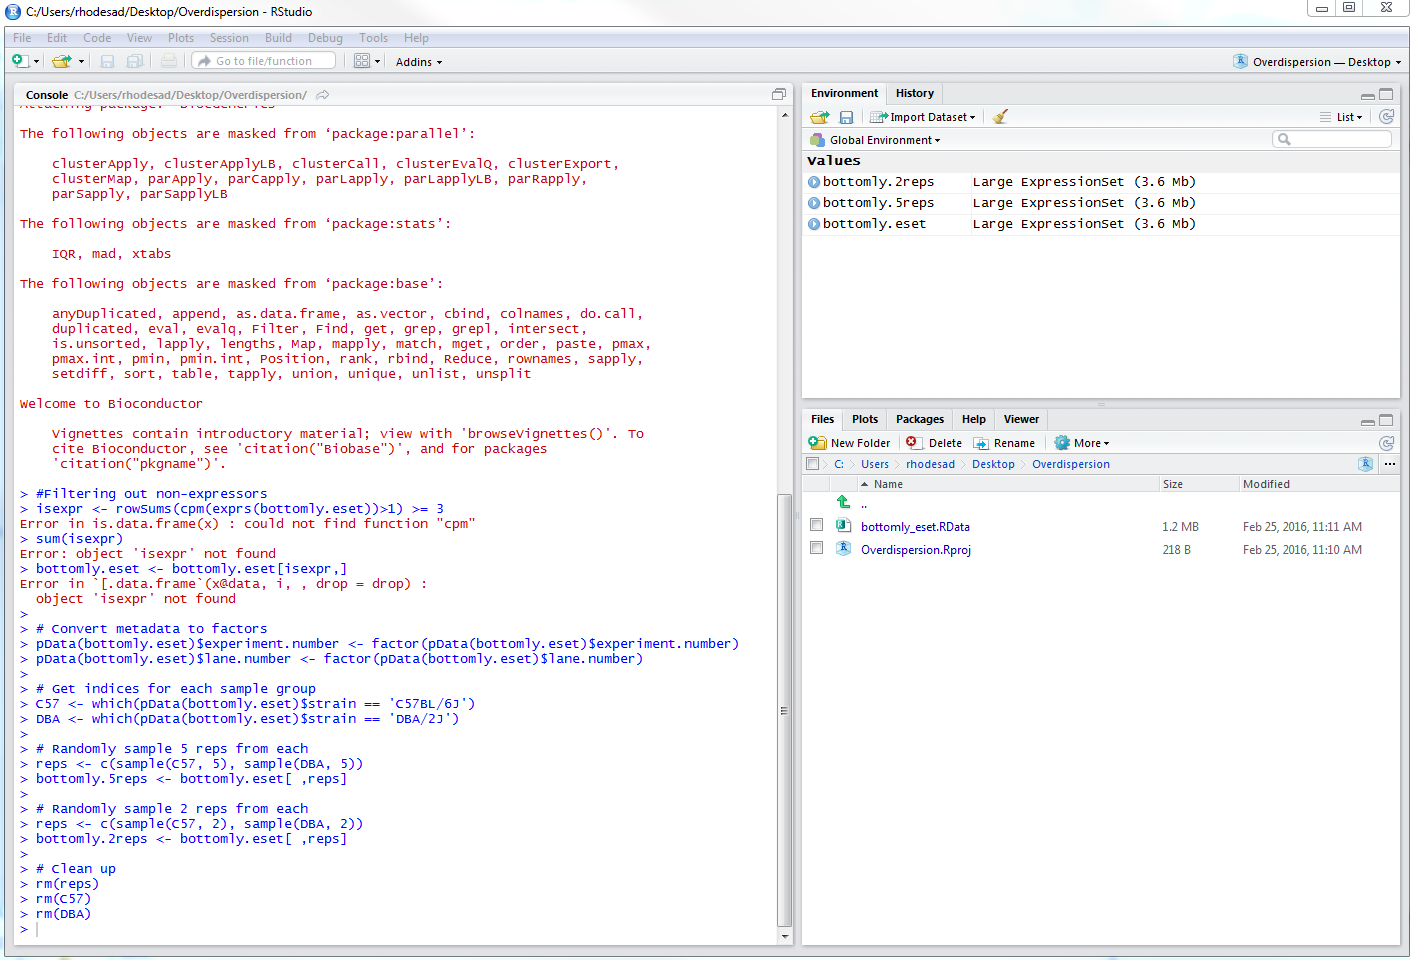 C:/Users/rhodesad/Desktop/Overdispersion - RStudio
File Edit Code View Plots Session Build Debug Tools Help
Go to file/function Addins Overdispersion — Desktop
Console C:/Users/rhodesad/Desktop/Overdispersion/
The following objects are masked from ‘package:parallel’:
clusterApply, clusterApplyLB, clusterCall, clusterEvalQ, clusterExport,
clusterMap, parApply, parCapply, parLapply, parLapplyLB, parRapply,
parSapply, parSapplyLB
The following objects are masked from ‘package:stats’:
IQR, mad, xtabs
The following objects are masked from ‘package:base’:
anyDuplicated, append, as.data.frame, as.vector, cbind, colnames, do.call,
duplicated, eval, evalq, Filter, Find, get, grep, grepl, intersect,
is.unsorted, lapply, lengths, Map, mapply, match, mget, order, paste, pmax,
pmax.int, pmin, pmin.int, Position, rank, rbind, Reduce, rownames, sapply,
setdiff, sort, table, tapply, union, unique, unlist, unsplit
Welcome to Bioconductor
Vignettes contain introductory material; view with 'browseVignettes()'. To
cite Bioconductor, see 'citation("Biobase")', and for packages
'citation("pkgname")'.
> #Filtering out non-expressors
> isexpr <- rowSums(cpm(exprs(bottomly.eset))>1) >= 3
Error in is.data.frame(x) : could not find function "cpm"
> sum(isexpr)
Error: object 'isexpr' not found
> bottomly.eset <- bottomly.eset[isexpr,]
Error in `[.data.frame`(x@data, i, , drop = drop) :
object 'isexpr' not found
>
> # Convert metadata to factors
> pData(bottomly.eset)$experiment.number <- factor(pData(bottomly.eset)$experiment.number)
> pData(bottomly.eset)$lane.number <- factor(pData(bottomly.eset)$lane.number)
>
> # Get indices for each sample group
> C57 <- which(pData(bottomly.eset)$strain == 'C57BL/6J')
> DBA <- which(pData(bottomly.eset)$strain == 'DBA/2J')
>
> # Randomly sample 5 reps from each
> reps <- c(sample(C57, 5), sample(DBA, 5))
> bottomly.5reps <- bottomly.eset[ ,reps]
>
> # Randomly sample 2 reps from each
> reps <- c(sample(C57, 2), sample(DBA, 2))
> bottomly.2reps <- bottomly.eset[ ,reps]
>
> # Clean up
> rm(reps)
> rm(C57)
> rm(DBA)
>
Environment History
Import Dataset List
Global Environment
Values
bottomly.2reps Large ExpressionSet (3.6 Mb)
bottomly.5reps Large ExpressionSet (3.6 Mb)
bottomly.eset Large ExpressionSet (3.6 Mb)
Files Plots Packages Help Viewer
New Folder Delete Rename More
C: Users rhodesad Desktop Overdispersion ...
Name Size Modified
..
bottomly_eset.RData 1.2 MB Feb 25, 2016, 11:11 AM
Overdispersion.Rproj 218 B Feb 25, 2016, 11:10 AM